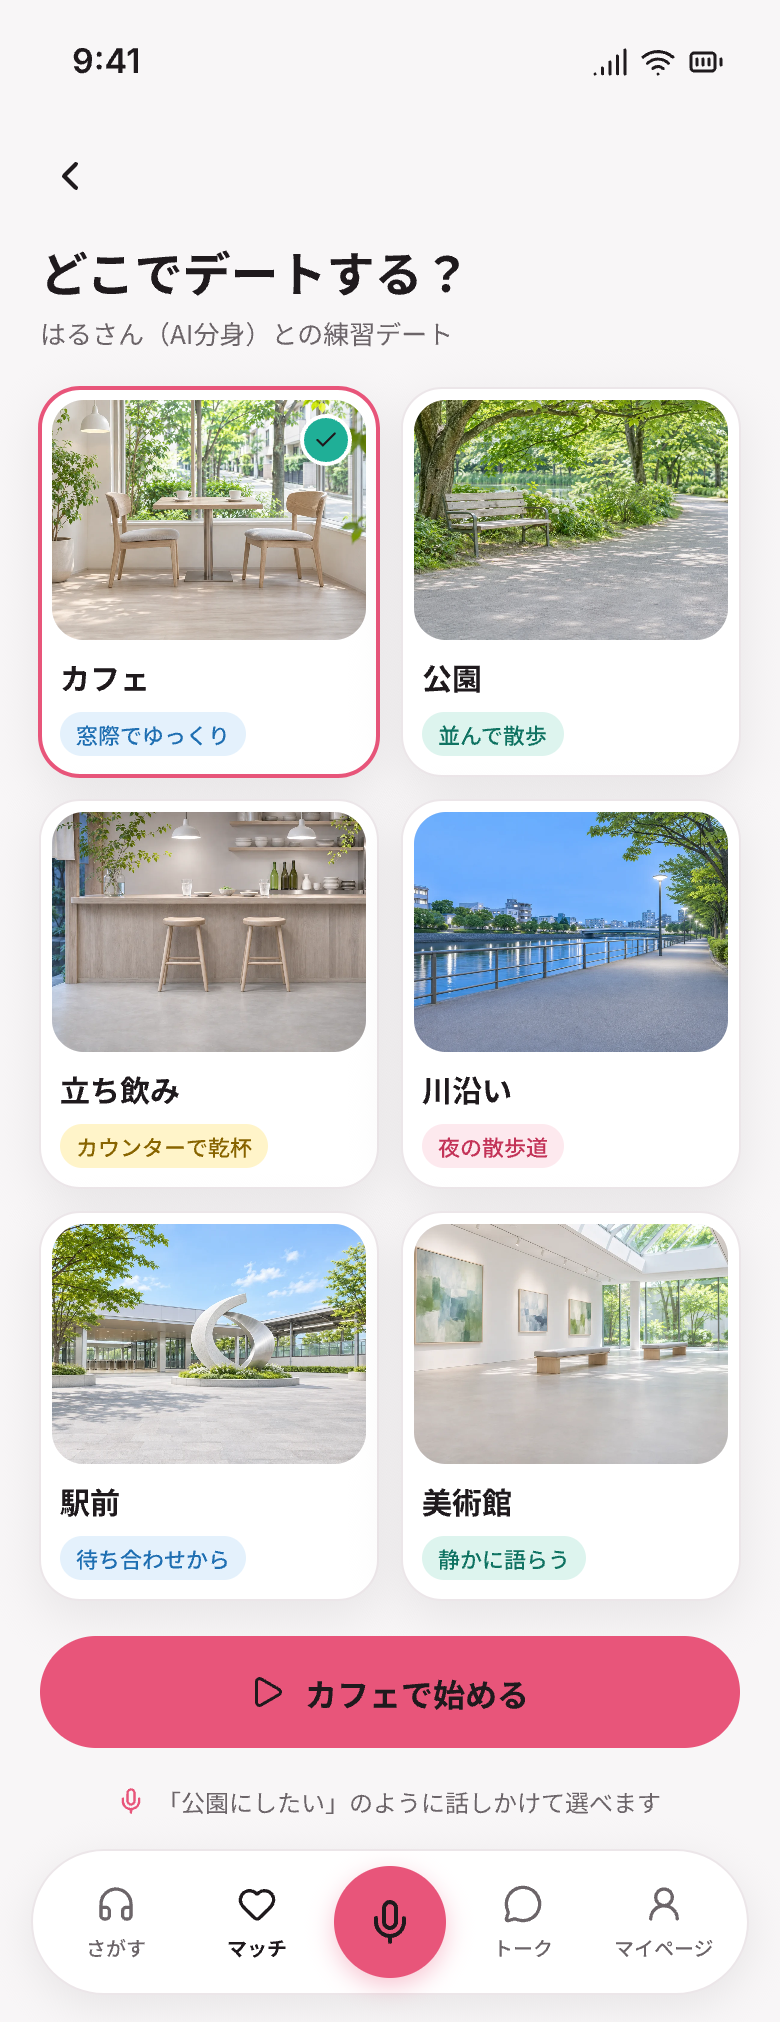 9:41
どこでデートする？
はるさん（AI分身）との練習デート
カフェ
窓際でゆっくり
公園
並んで散歩
立ち飲み
カウンターで乾杯
川沿い
夜の散歩道
駅前
待ち合わせから
美術館
静かに語らう
カフェで始める
「公園にしたい」のように話しかけて選べます
さがす
マッチ
トーク
マイページ